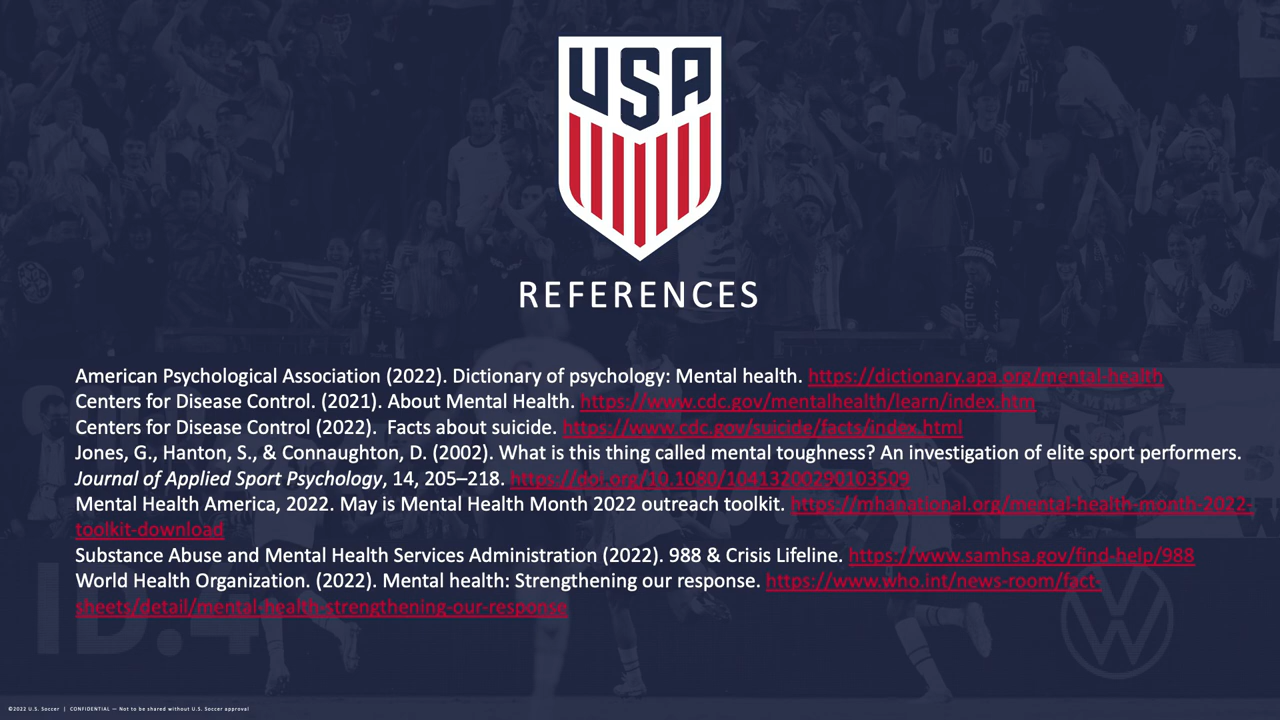 USA
REFERENCES
American Psychological Association (2022). Dictionary of psychology: Mental health. https://dictionary.apa.org/mental-health
Centers for Disease Control. (2021). About Mental Health. https://www.cdc.gov/mentalhealth/learn/index.htm
Centers for Disease Control (2022).  Facts about suicide. https://www.cdc.gov/suicide/facts/index.html
Jones, G., Hanton, S., & Connaughton, D. (2002). What is this thing called mental toughness? An investigation of elite sport performers.
Journal of Applied Sport Psychology, 14, 205–218. https://doi.org/10.1080/10413200290103509
Mental Health America, 2022. May is Mental Health Month 2022 outreach toolkit. https://mhanational.org/mental-health-month-2022-
toolkit-download
Substance Abuse and Mental Health Services Administration (2022). 988 & Crisis Lifeline. https://www.samhsa.gov/find-help/988
World Health Organization. (2022). Mental health: Strengthening our response. https://www.who.int/news-room/fact-
sheets/detail/mental-health-strengthening-our-response
ID.4
©2022 U.S. Soccer | CONFIDENTIAL — Not to be shared without U.S. Soccer approval